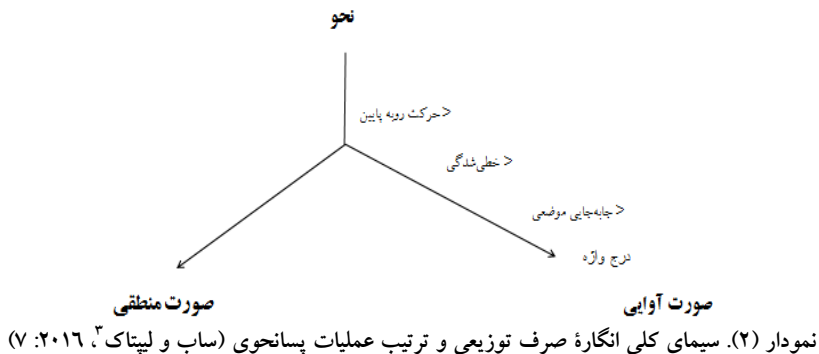 نحو
>حرکت روبه پایین
> خطی‌شدگی
>جابه‌جایی موضعی
درج واژه
صورت آوایی
صورت منطقی
نمودار (۲). سیمای کلی انگارهٔ صرف توزیعی و ترتیب عملیات پسانحوی (ساب و لیپتاک۳، ۲۰۱۶: ۷)